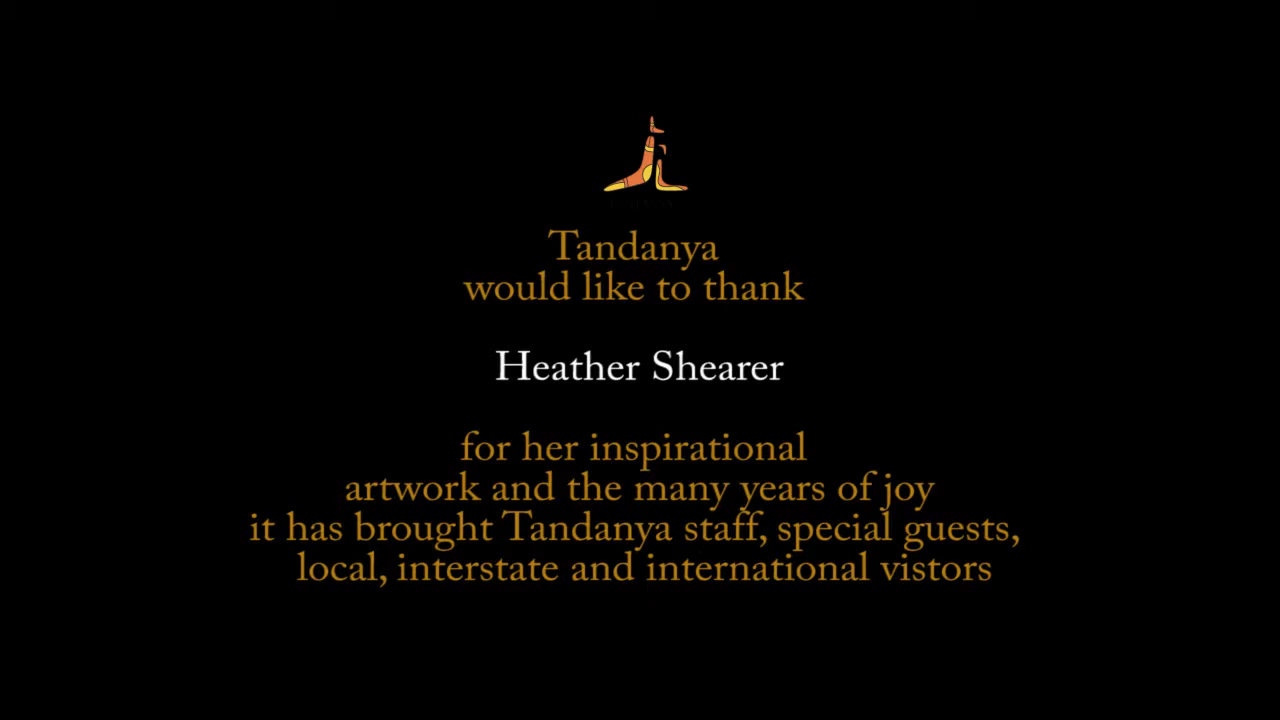 Tandanya
would like to thank
Heather Shearer
for her inspirational
artwork and the many years of joy
it has brought Tandanya staff, special guests,
local, interstate and international vistors